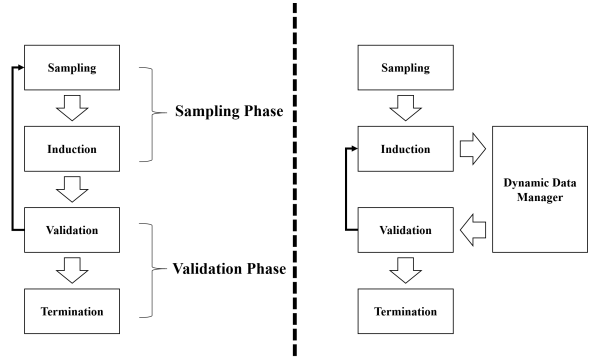 Sampling
Induction
Validation
Termination
Sampling Phase
Validation Phase
Sampling
Induction
Validation
Termination
Dynamic Data
Manager